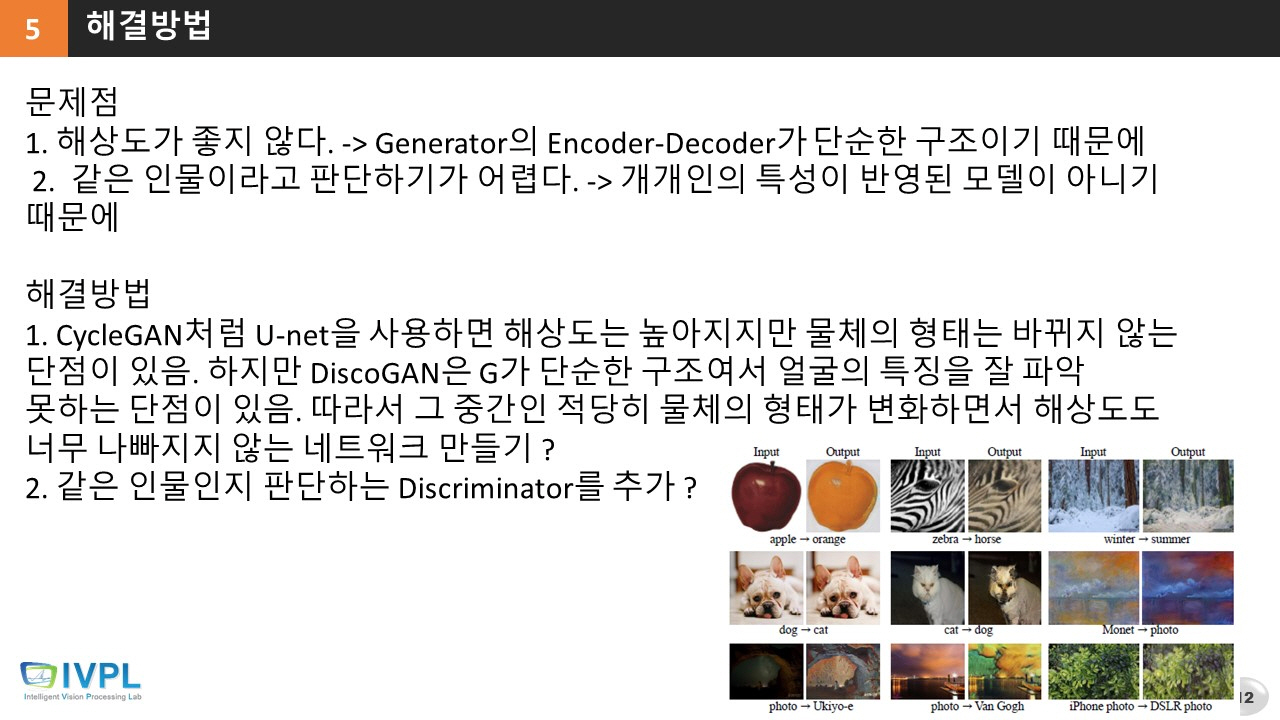 5
해결방법
문제점
1. 해상도가 좋지 않다. -> Generator의 Encoder-Decoder가 단순한 구조이기 때문에
2. 같은 인물이라고 판단하기가 어렵다. -> 개개인의 특성이 반영된 모델이 아니기
때문에
해결방법
1. CycleGAN처럼 U-net을 사용하면 해상도는 높아지지만 물체의 형태는 바뀌지 않는
단점이 있음. 하지만 DiscoGAN은 G가 단순한 구조여서 얼굴의 특징을 잘 파악
못하는 단점이 있음. 따라서 그 중간인 적당히 물체의 형태가 변화하면서 해상도도
너무 나빠지지 않는 네트워크 만들기 ?
2. 같은 인물인지 판단하는 Discriminator를 추가 ?
Input Output Input Output Input Output
apple → orange zebra → horse winter → summer
dog → cat cat → dog Monet → photo
photo → Ukiyo-e photo → Van Gogh iPhone photo → DSLR photo
IVPL
Intelligent Vision Processing Lab
12